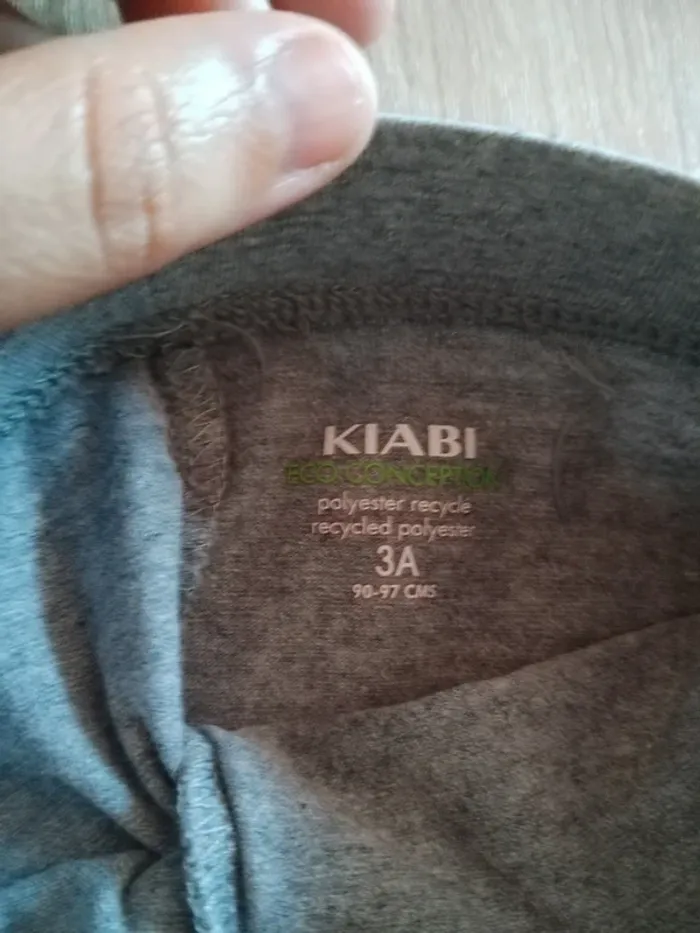 KIABI
ECO-CONCEPTION
polyester recycle
recycled polyester
3A
90-97 CMS